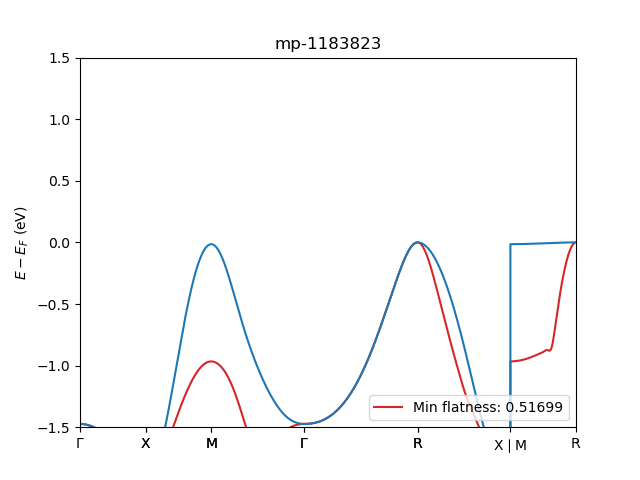 mp-1183823
E − E_F (eV)
1.5
1.0
0.5
0.0
−0.5
−1.0
−1.5
Min flatness: 0.51699
Γ X M Γ R X | M R